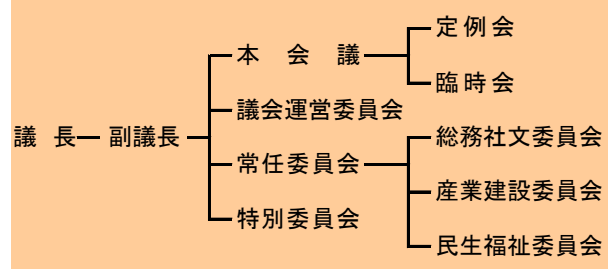 定例会
本　会　議
臨時会
議会運営委員会
議　長 副議長
総務社文委員会
常任委員会
産業建設委員会
特別委員会
民生福祉委員会